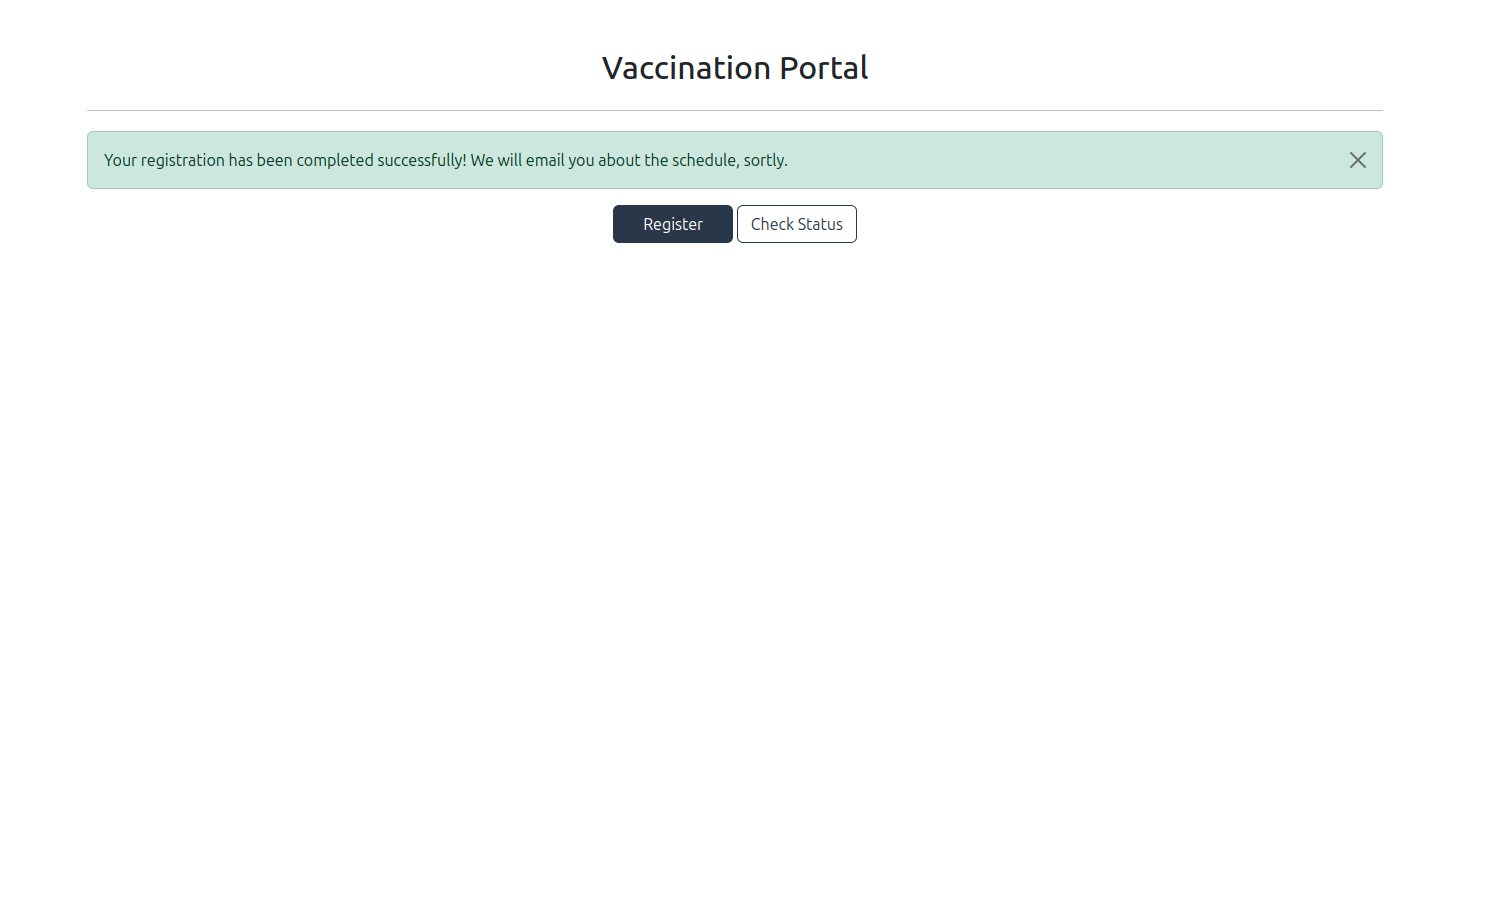 Vaccination Portal
Your registration has been completed successfully! We will email you about the schedule, sortly.
Register
Check Status